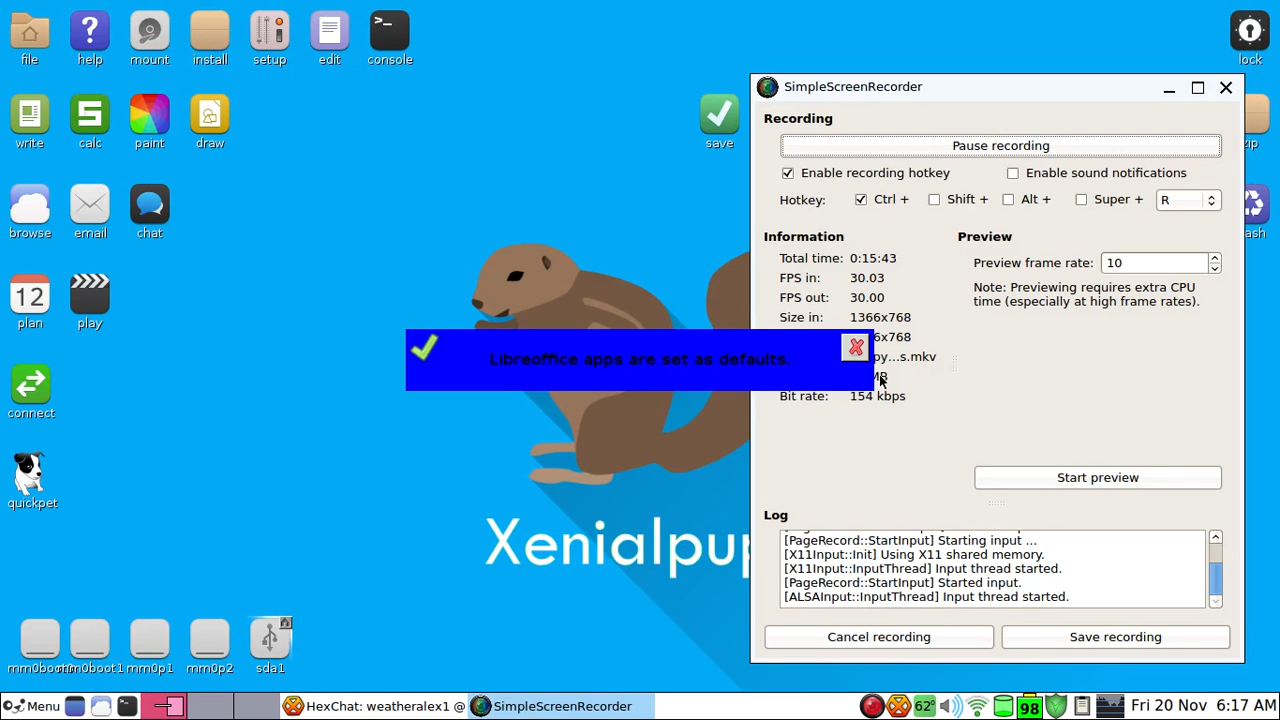 file
help
mount
install
setup
edit
console
lock
write
calc
paint
draw
save
zip
browse
email
chat
plan
12
play
connect
quickpet
SimpleScreenRecorder
Recording
Pause recording
Enable recording hotkey
Enable sound notifications
Hotkey: Ctrl + Shift + Alt + Super + R
Information
Total time: 0:15:43
FPS in: 30.03
FPS out: 30.00
Size in: 1366x768
6x768
py...s.mkv
MB
Bit rate: 154 kbps
Preview
Preview frame rate: 10
Note: Previewing requires extra CPU
time (especially at high frame rates).
Start preview
Libreoffice apps are set as defaults.
Log
[PageRecord::StartInput] Starting input ...
[X11Input::Init] Using X11 shared memory.
[X11Input::InputThread] Input thread started.
[PageRecord::StartInput] Started input.
[ALSAInput::InputThread] Input thread started.
Cancel recording
Save recording
Xenialpup
mm0p1
mm0p2
sda1
Menu
HexChat: weatheralex1 @
SimpleScreenRecorder
62°
98
Fri 20 Nov 6:17 AM